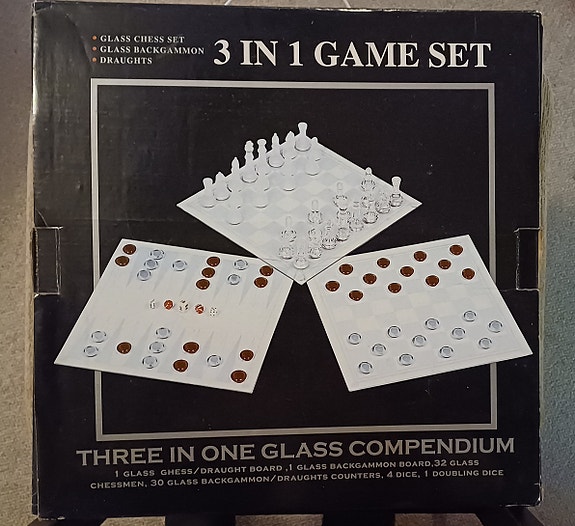 GLASS CHESS SET
GLASS BACKGAMMON
DRAUGHTS
3 IN 1 GAME SET
THREE IN ONE GLASS COMPENDIUM
1 GLASS GHESS/DRAUGHT BOARD ,1 GLASS BACKGAMMON BOARD,32 GLASS
CHESSMEN, 30 GLASS BACKGAMMON/DRAUGHTS COUNTERS, 4 DICE, 1 DOUBLING DICE